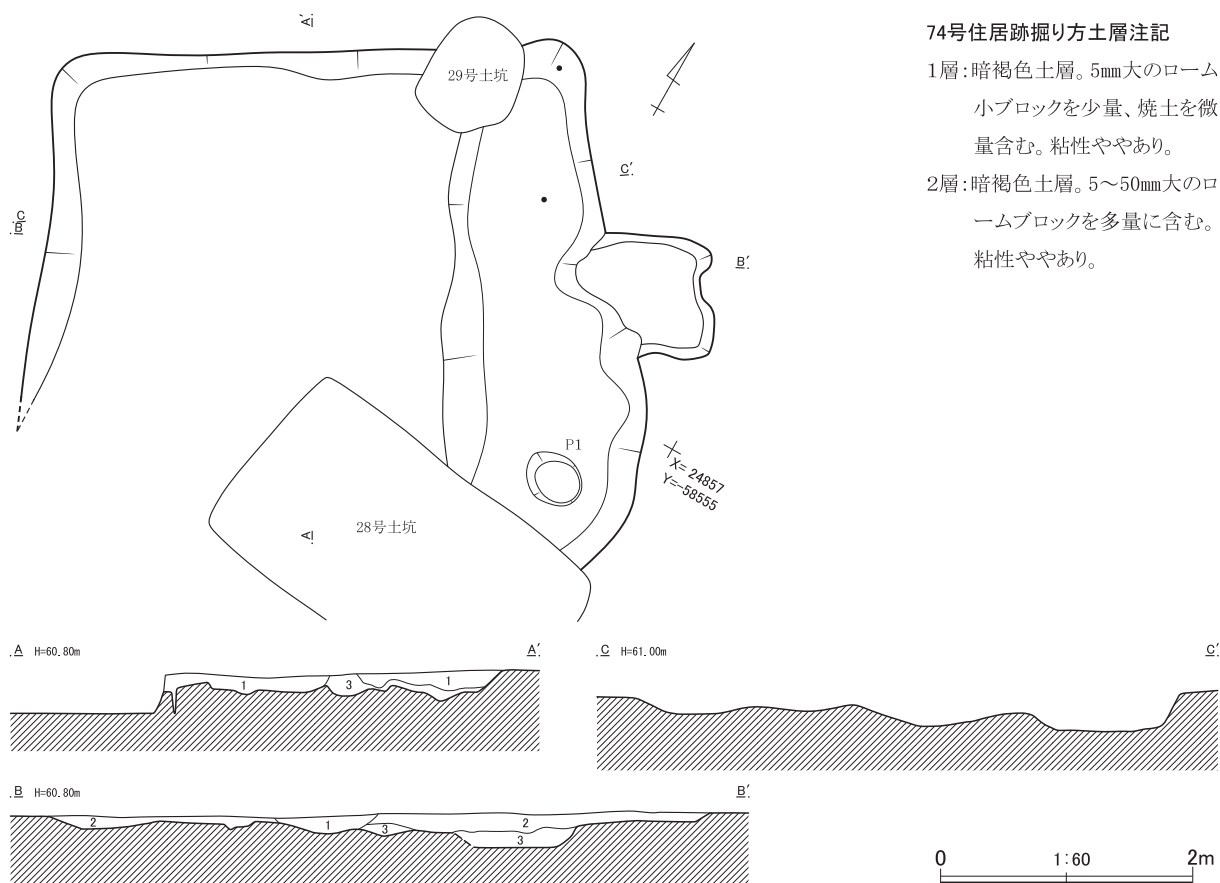 74号住居跡掘り方土層注記
1層：暗褐色土層。5mm大のローム
小ブロックを少量、焼土を微
量含む。粘性ややあり。
2層：暗褐色土層。5～50mm大のロ
ームブロックを多量に含む。
粘性ややあり。
A′
29号土坑
C′
C
B
B′
P1
X= 24857
Y=-58555
28号土坑
A
A H=60.80m A′
1 3 1
C H=61.00m C′
B H=60.80m B′
2 1 3 2 3
0 1:60 2m